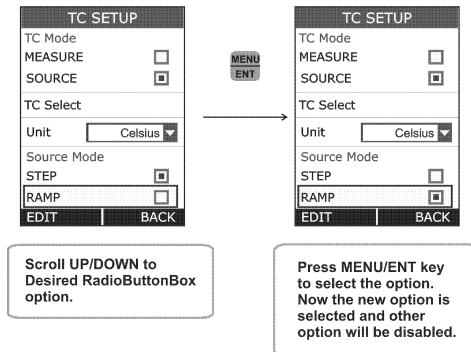 TC SETUP
TC Mode
MEASURE
SOURCE
TC Select
Unit Celsius
Source Mode
STEP
RAMP
EDIT BACK
Scroll UP/DOWN to
Desired RadioButtonBox
option.
MENU
ENT
TC SETUP
TC Mode
MEASURE
SOURCE
TC Select
Unit Celsius
Source Mode
STEP
RAMP
EDIT BACK
Press MENU/ENT key
to select the option.
Now the new option is
selected and other
option will be disabled.